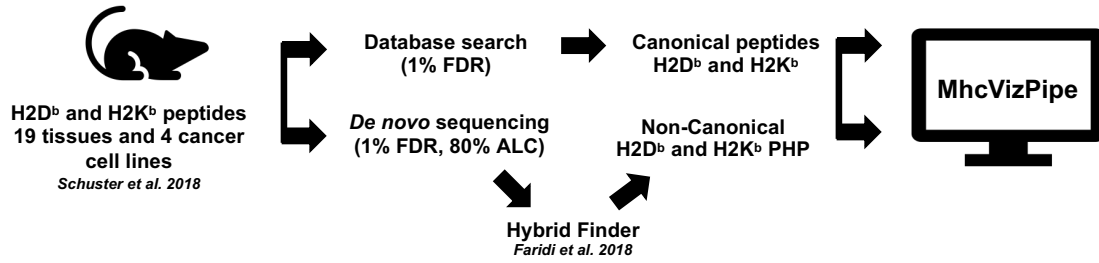 H2Dᵇ and H2Kᵇ peptides
19 tissues and 4 cancer
cell lines
Schuster et al. 2018
Database search
(1% FDR)
De novo sequencing
(1% FDR, 80% ALC)
Hybrid Finder
Faridi et al. 2018
Canonical peptides
H2Dᵇ and H2Kᵇ
Non-Canonical
H2Dᵇ and H2Kᵇ PHP
MhcVizPipe